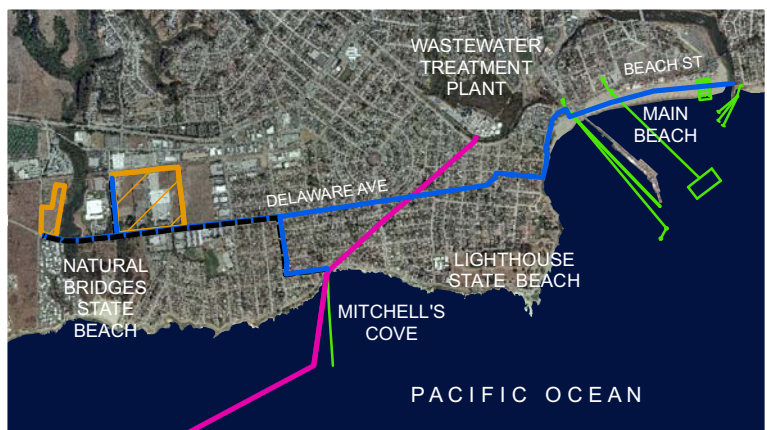 WASTEWATER
TREATMENT
PLANT
BEACH ST
MAIN
BEACH
DELAWARE AVE
NATURAL
BRIDGES
STATE
BEACH
LIGHTHOUSE
STATE BEACH
MITCHELL'S
COVE
PACIFIC OCEAN